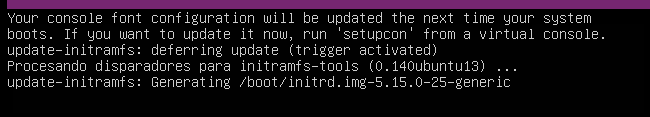 Your console font configuration will be updated the next time your system
boots. If you want to update it now, run 'setupcon' from a virtual console.
update-initramfs: deferring update (trigger activated)
Procesando disparadores para initramfs-tools (0.140ubuntu13) ...
update-initramfs: Generating /boot/initrd.img-5.15.0-25-generic